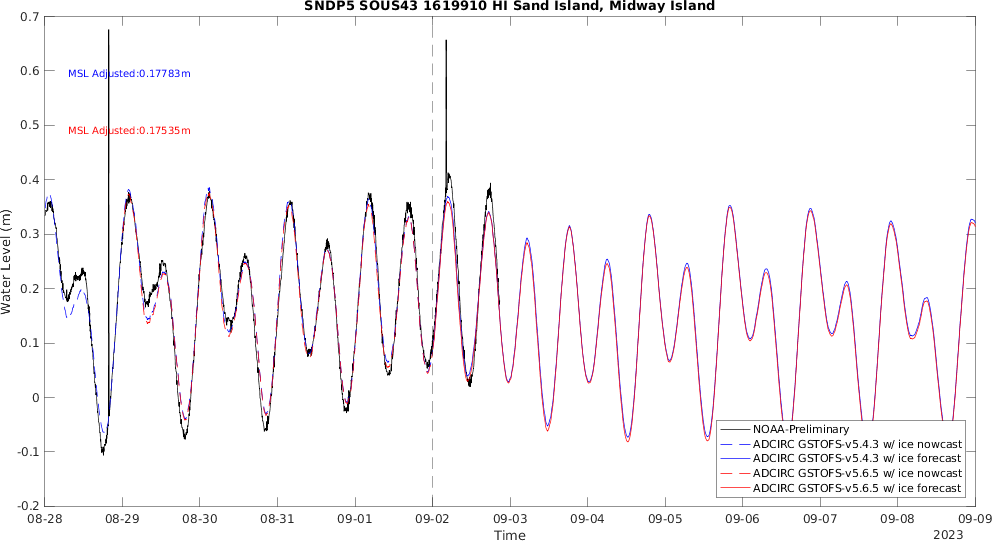 SNDP5 SOUS43 1619910 HI Sand Island, Midway Island
0.7
0.6
0.5
0.4
0.3
0.2
0.1
0
-0.1
-0.2
Water Level (m)
MSL Adjusted:0.17783m
MSL Adjusted:0.17535m
NOAA-Preliminary
ADCIRC GSTOFS-v5.4.3 w/ ice nowcast
ADCIRC GSTOFS-v5.4.3 w/ ice forecast
ADCIRC GSTOFS-v5.6.5 w/ ice nowcast
ADCIRC GSTOFS-v5.6.5 w/ ice forecast
08-28 08-29 08-30 08-31 09-01 09-02 09-03 09-04 09-05 09-06 09-07 09-08 09-09
Time
2023